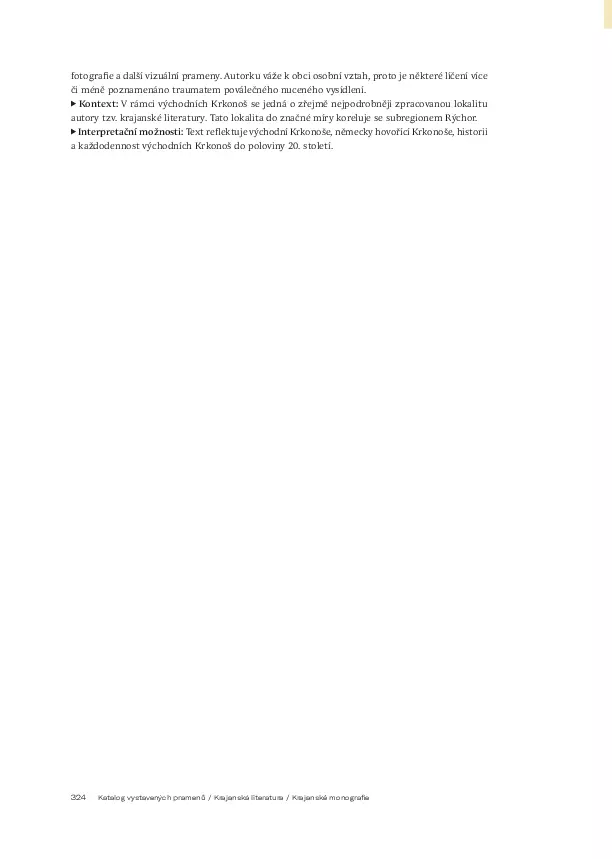 fotografie a další vizuální prameny. Autorku váže k obci osobní vztah, proto je některé líčení více
či méně poznamenáno traumatem poválečného nuceného vysídlení.
▶ Kontext: V rámci východních Krkonoš se jedná o zřejmě nejpodrobněji zpracovanou lokalitu
autory tzv. krajanské literatury. Tato lokalita do značné míry koreluje se subregionem Rýchor.
▶ Interpretační možnosti: Text reflektuje východní Krkonoše, německy hovořící Krkonoše, historii
a každodennost východních Krkonoš do poloviny 20. století.
324 Katalog vystavených pramenů / Krajanská literatura / Krajanské monografie